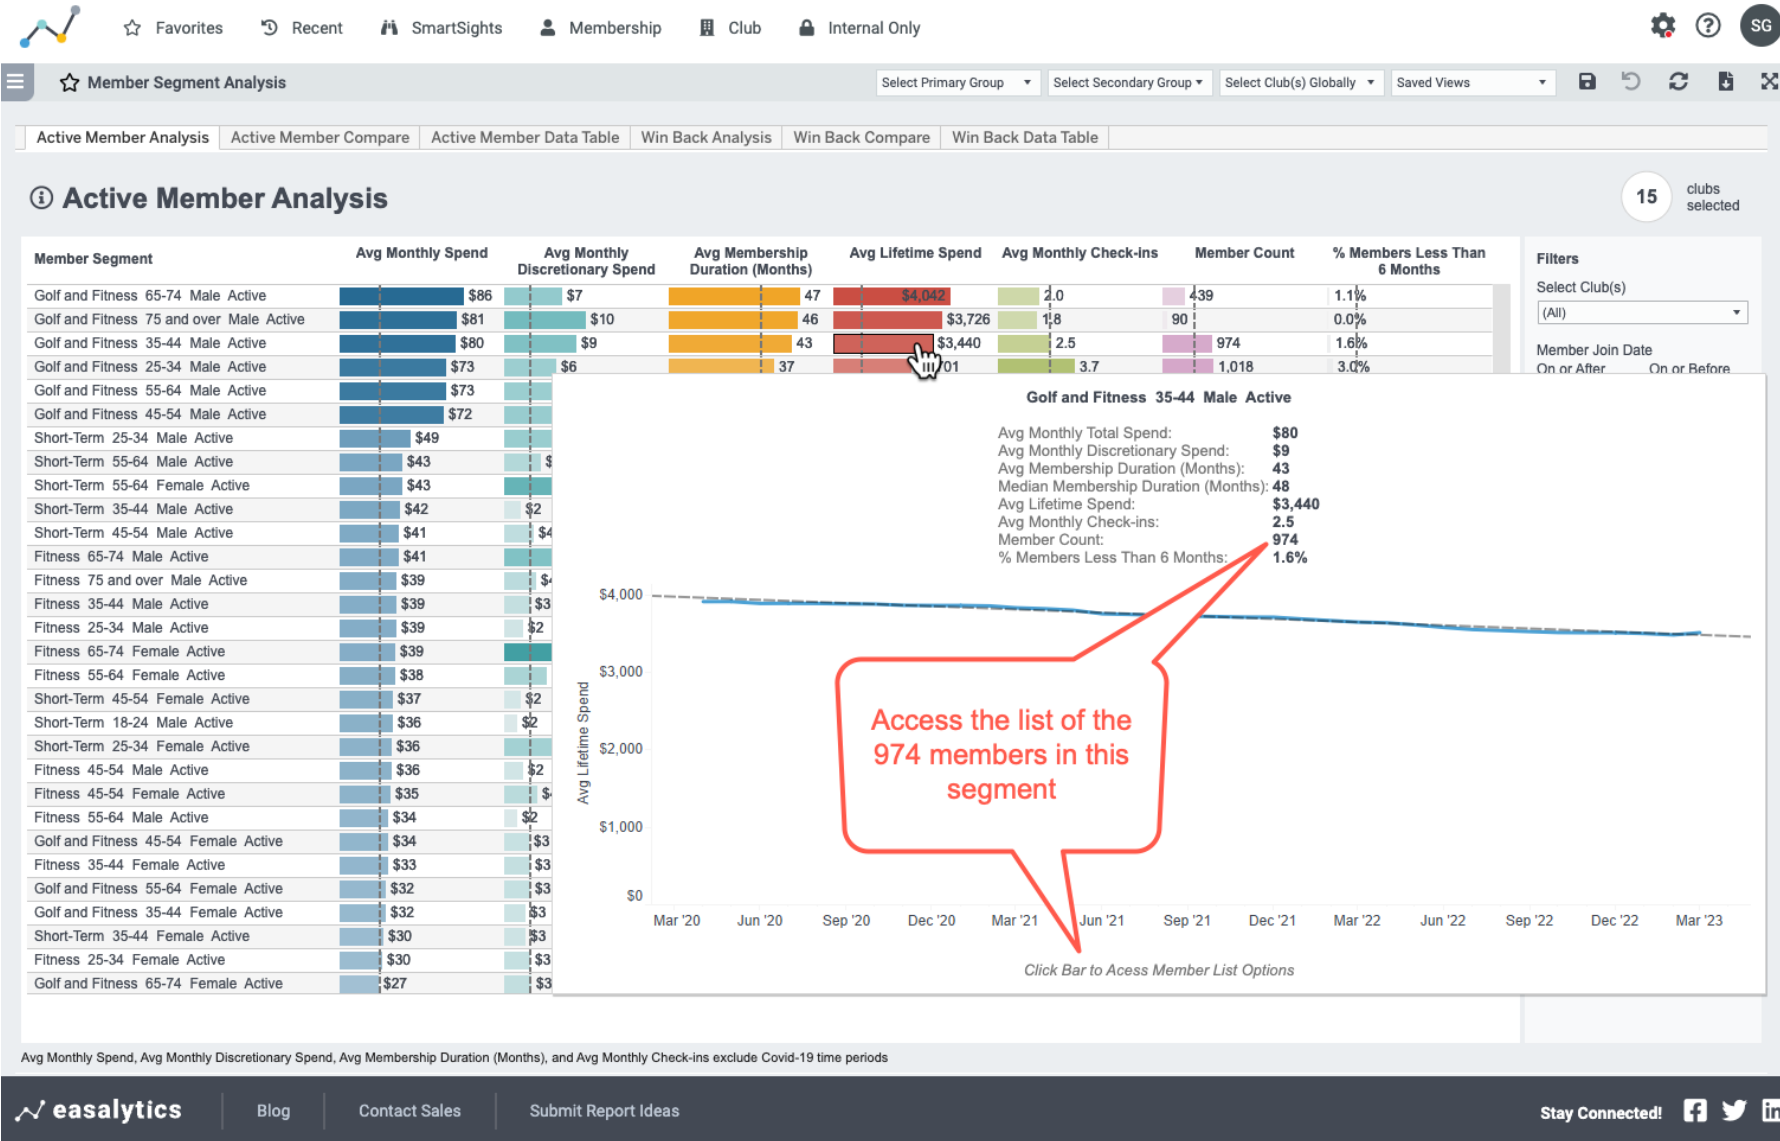 Favorites Recent SmartSights Membership Club Internal Only SG
Member Segment Analysis Select Primary Group Select Secondary Group Select Club(s) Globally Saved Views
Active Member Analysis Active Member Compare Active Member Data Table Win Back Analysis Win Back Compare Win Back Data Table
Active Member Analysis
15 clubs
selected
Member Segment Avg Monthly Spend Avg Monthly
Discretionary Spend Avg Membership
Duration (Months) Avg Lifetime Spend Avg Monthly Check-ins Member Count % Members Less Than
6 Months
Golf and Fitness 65-74 Male Active $86 $7 47 $4,042 2.0 439 1.1%
Golf and Fitness 75 and over Male Active $81 $10 46 $3,726 1.8 90 0.0%
Golf and Fitness 35-44 Male Active $80 $9 43 $3,440 2.5 974 1.6%
Golf and Fitness 25-34 Male Active $73 $6 37 3.7 1,018 3.0%
Golf and Fitness 55-64 Male Active $73
Golf and Fitness 45-54 Male Active $72
Short-Term 25-34 Male Active $49
Short-Term 55-64 Male Active $43 $
Short-Term 55-64 Female Active $43
Short-Term 35-44 Male Active $42 $2
Short-Term 45-54 Male Active $41 $4
Fitness 65-74 Male Active $41
Fitness 75 and over Male Active $39 $4
Fitness 35-44 Male Active $39 $3
Fitness 25-34 Male Active $39 $2
Fitness 65-74 Female Active $39
Fitness 55-64 Female Active $38
Short-Term 45-54 Female Active $37 $2
Short-Term 18-24 Male Active $36 $2
Short-Term 25-34 Female Active $36
Fitness 45-54 Male Active $36 $2
Fitness 45-54 Female Active $35 $
Fitness 55-64 Male Active $34 $2
Golf and Fitness 45-54 Female Active $34 $3
Fitness 35-44 Female Active $33 $3
Golf and Fitness 55-64 Female Active $32 $3
Golf and Fitness 35-44 Female Active $32 $3
Short-Term 35-44 Female Active $30 $3
Fitness 25-34 Female Active $30 $3
Golf and Fitness 65-74 Female Active $27 $3
Filters
Select Club(s)
(All)
Member Join Date
On or After On or Before
Golf and Fitness 35-44 Male Active
Avg Monthly Total Spend: $80
Avg Monthly Discretionary Spend: $9
Avg Membership Duration (Months): 43
Median Membership Duration (Months): 48
Avg Lifetime Spend: $3,440
Avg Monthly Check-ins: 2.5
Member Count: 974
% Members Less Than 6 Months: 1.6%
Avg Lifetime Spend
$4,000
$3,000
$2,000
$1,000
$0
Mar '20 Jun '20 Sep '20 Dec '20 Mar '21 Jun '21 Sep '21 Dec '21 Mar '22 Jun '22 Sep '22 Dec '22 Mar '23
Access the list of the
974 members in this
segment
Click Bar to Acess Member List Options
Avg Monthly Spend, Avg Monthly Discretionary Spend, Avg Membership Duration (Months), and Avg Monthly Check-ins exclude Covid-19 time periods
easalytics Blog Contact Sales Submit Report Ideas Stay Connected!